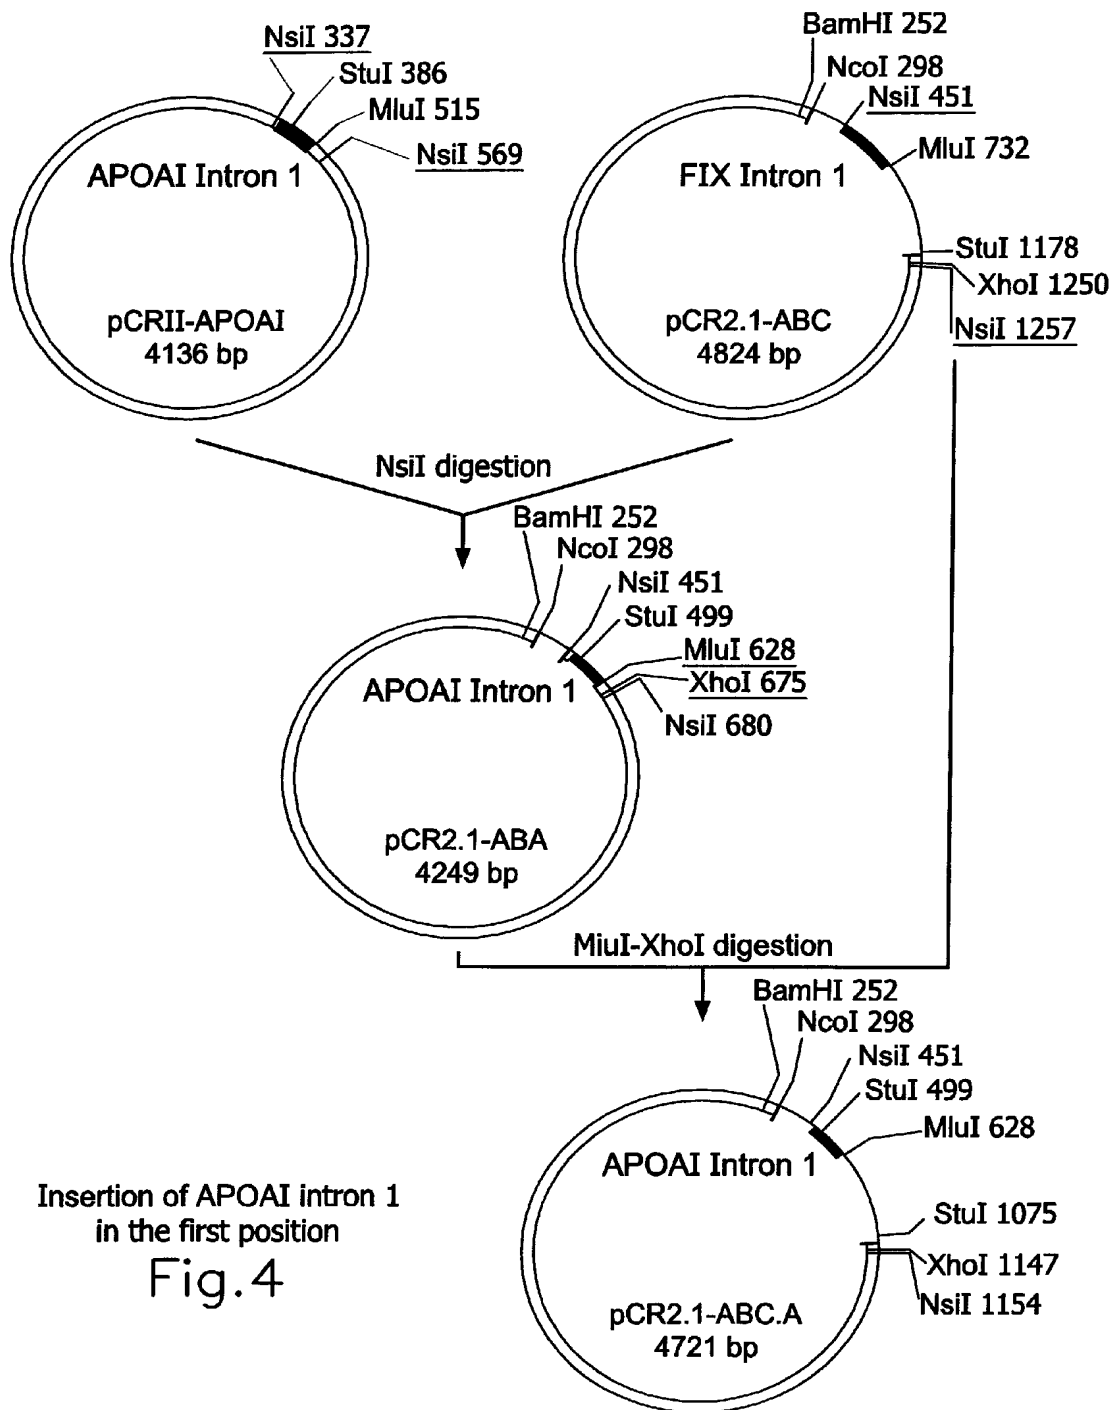 NsiI 337
StuI 386
MluI 515
NsiI 569
APOAI Intron 1
pCRII-APOAI
4136 bp
BamHI 252
NcoI 298
NsiI 451
MluI 732
FIX Intron 1
StuI 1178
XhoI 1250
NsiI 1257
pCR2.1-ABC
4824 bp
NsiI digestion
BamHI 252
NcoI 298
NsiI 451
StuI 499
MluI 628
XhoI 675
NsiI 680
APOAI Intron 1
pCR2.1-ABA
4249 bp
MiuI-XhoI digestion
BamHI 252
NcoI 298
NsiI 451
StuI 499
MluI 628
APOAI Intron 1
StuI 1075
XhoI 1147
NsiI 1154
pCR2.1-ABC.A
4721 bp
Insertion of APOAI intron 1
in the first position
Fig.4